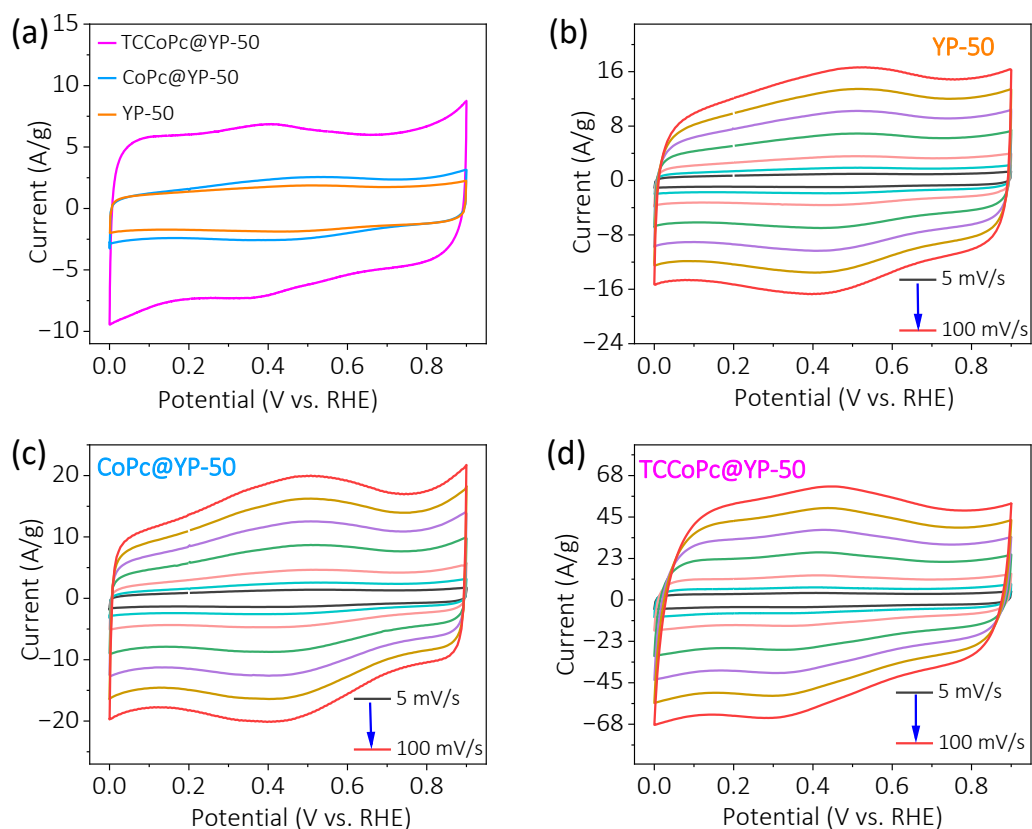 (a)
15
10
5
0
−5
−10
Current (A/g)
TCCoPc@YP-50
CoPc@YP-50
YP-50
0.0 0.2 0.4 0.6 0.8
Potential (V vs. RHE)
(b)
YP-50
16
8
0
−8
−16
−24
Current (A/g)
5 mV/s
100 mV/s
0.0 0.2 0.4 0.6 0.8
Potential (V vs. RHE)
(c)
CoPc@YP-50
20
10
0
−10
−20
Current (A/g)
5 mV/s
100 mV/s
0.0 0.2 0.4 0.6 0.8
Potential (V vs. RHE)
(d)
TCCoPc@YP-50
68
45
23
0
−23
−45
−68
Current (A/g)
5 mV/s
100 mV/s
0.0 0.2 0.4 0.6 0.8
Potential (V vs. RHE)